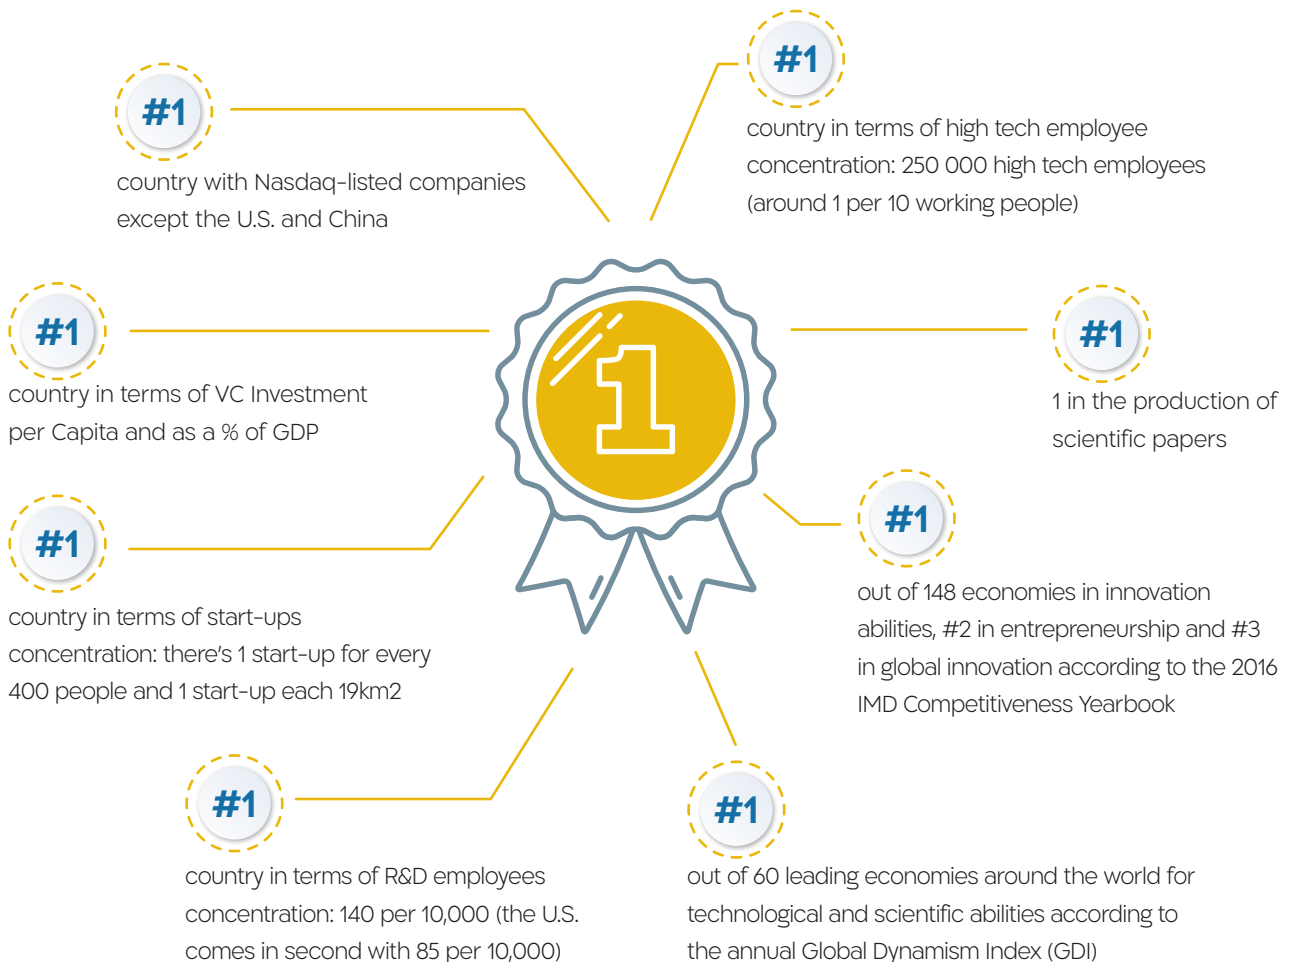 #1
country with Nasdaq-listed companies
except the U.S. and China
#1
country in terms of high tech employee
concentration: 250 000 high tech employees
(around 1 per 10 working people)
#1
country in terms of VC Investment
per Capita and as a % of GDP
1
#1
1 in the production of
scientific papers
#1
country in terms of start-ups
concentration: there's 1 start-up for every
400 people and 1 start-up each 19km2
#1
out of 148 economies in innovation
abilities, #2 in entrepreneurship and #3
in global innovation according to the 2016
IMD Competitiveness Yearbook
#1
country in terms of R&D employees
concentration: 140 per 10,000 (the U.S.
comes in second with 85 per 10,000)
#1
out of 60 leading economies around the world for
technological and scientific abilities according to
the annual Global Dynamism Index (GDI)